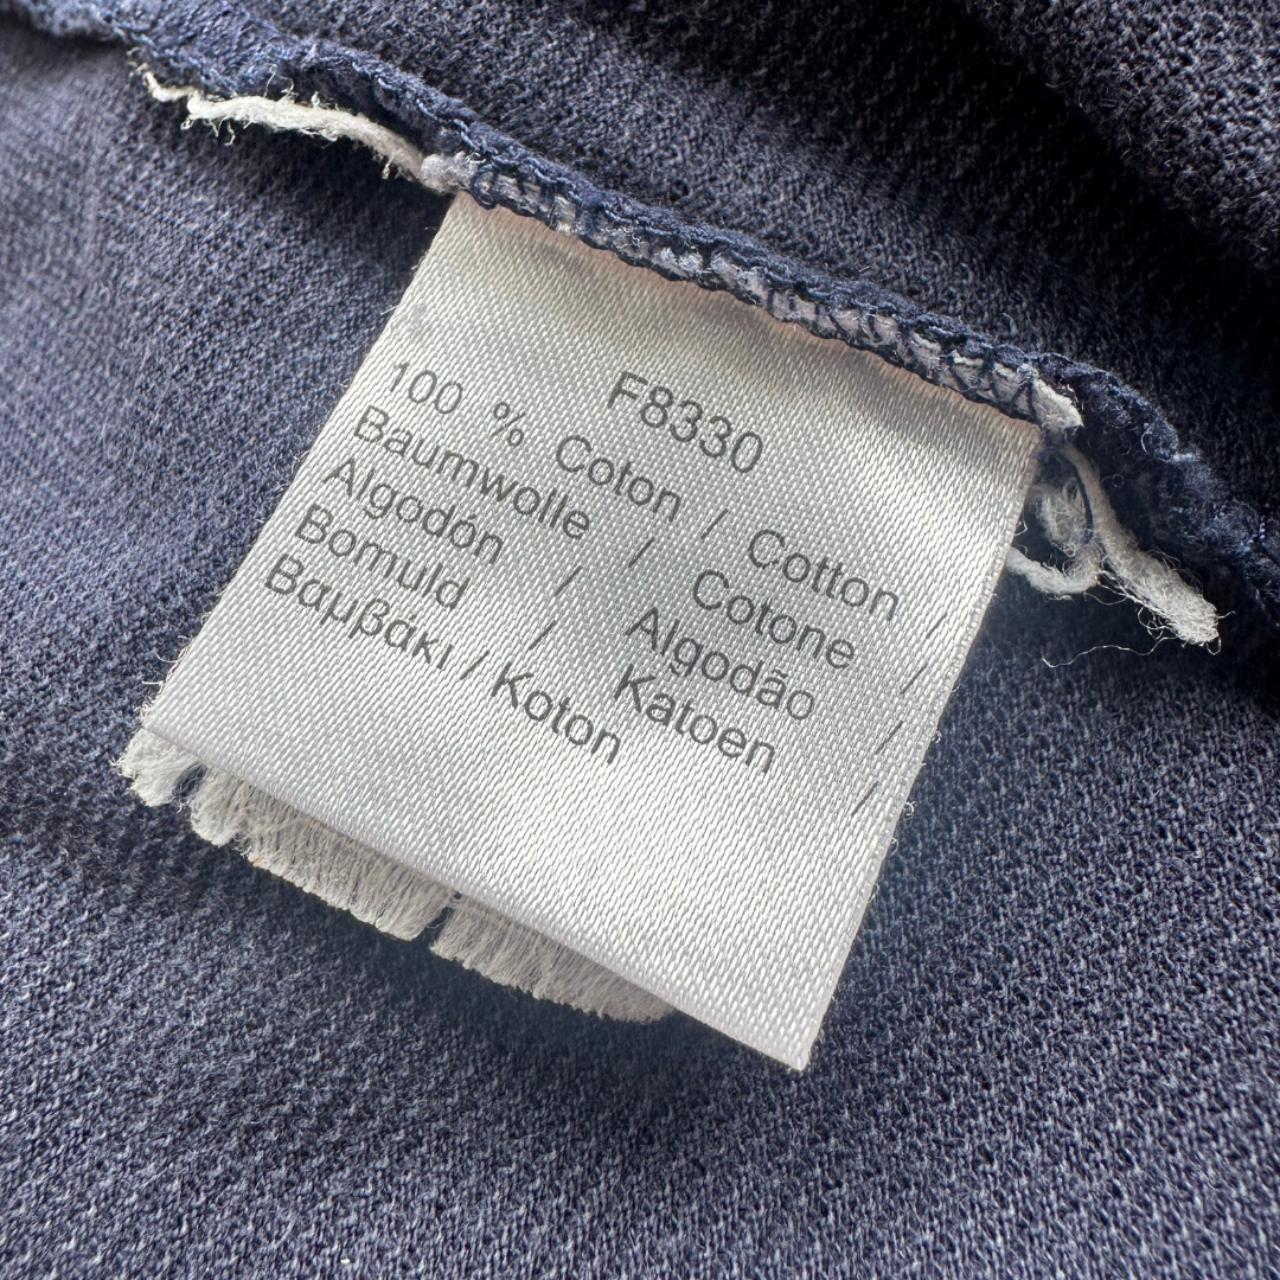 F8330
100 % Coton / Cotton /
Baumwolle / Cotone /
Algodón / Algodão /
Bomuld / Katoen
Βαμβάκι / Koton